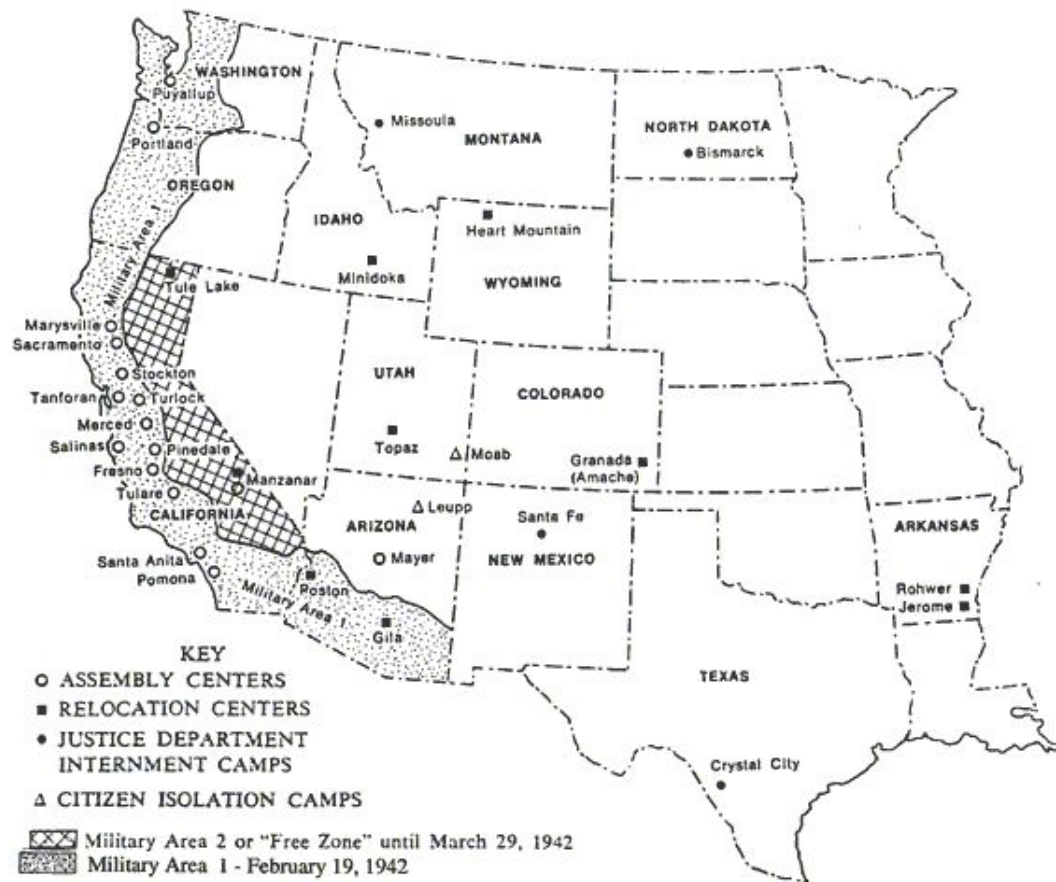 WASHINGTON
Puyallup
Portland
OREGON
Missoula
MONTANA
NORTH DAKOTA
Bismarck
IDAHO
Minidoka
Heart Mountain
WYOMING
Military Area 1
Tule Lake
Marysville
Sacramento
Stockton
Tanforan
Turlock
Merced
Salinas
Pinedale
Fresno
Manzanar
Tulare
CALIFORNIA
UTAH
Topaz
Moab
COLORADO
Granada
(Amache)
Leupp
ARIZONA
Mayer
Santa Fe
NEW MEXICO
ARKANSAS
Rohwer
Jerome
Santa Anita
Pomona
Military Area 1
Poston
Gila
TEXAS
Crystal City
KEY
ASSEMBLY CENTERS
RELOCATION CENTERS
JUSTICE DEPARTMENT
INTERNMENT CAMPS
CITIZEN ISOLATION CAMPS
Military Area 2 or "Free Zone" until March 29, 1942
Military Area 1 - February 19, 1942